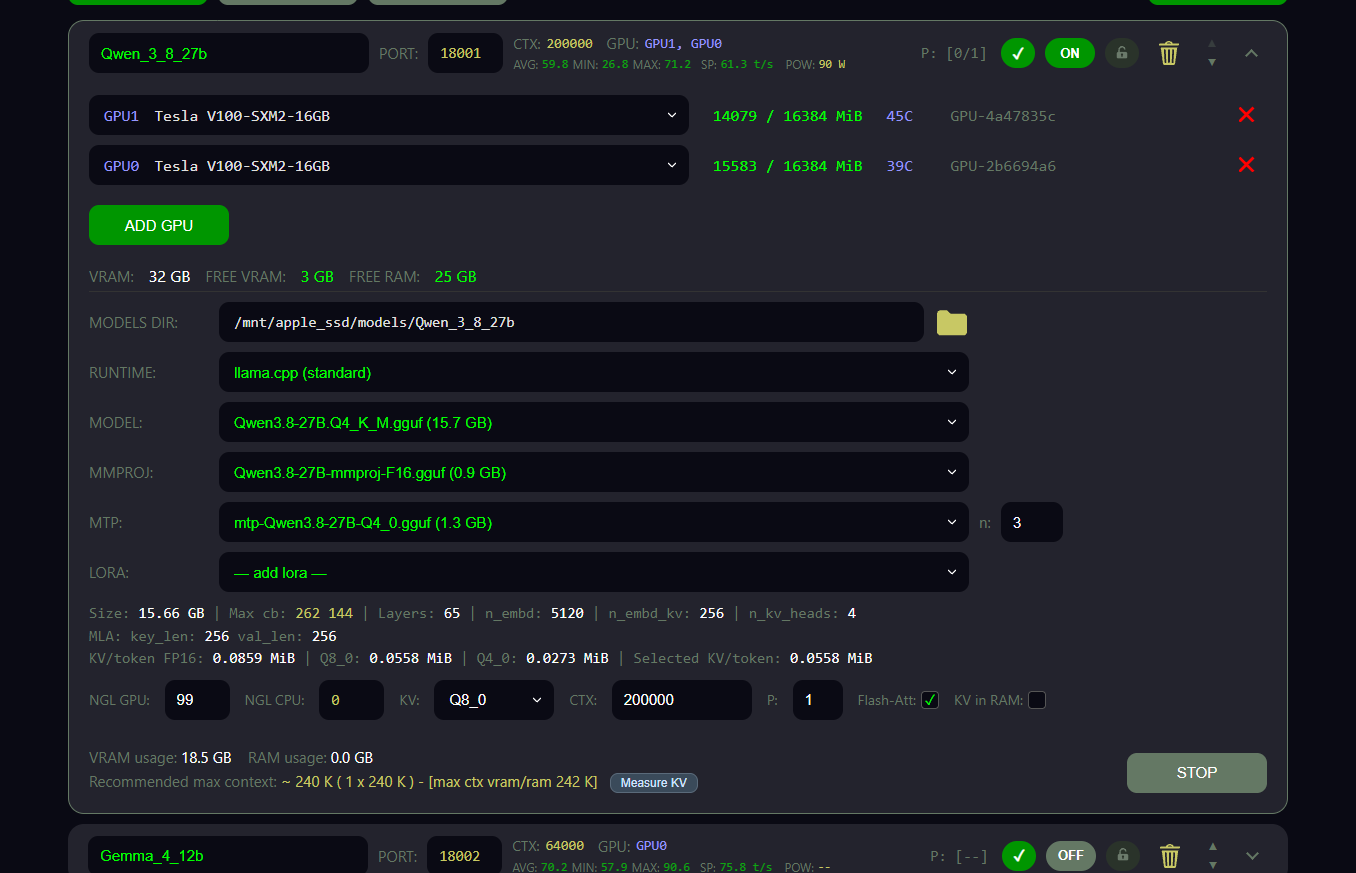 Qwen_3_8_27b PORT: 18001 CTX: 200000 GPU: GPU1, GPU0 P: [0/1] ✓ ON
AVG: 59.8 MIN: 26.8 MAX: 71.2 SP: 61.3 t/s POW: 90 W
GPU1 Tesla V100-SXM2-16GB 14079 / 16384 MiB 45C GPU-4a47835c
GPU0 Tesla V100-SXM2-16GB 15583 / 16384 MiB 39C GPU-2b6694a6
ADD GPU
VRAM: 32 GB FREE VRAM: 3 GB FREE RAM: 25 GB
MODELS DIR: /mnt/apple_ssd/models/Qwen_3_8_27b
RUNTIME: llama.cpp (standard)
MODEL: Qwen3.8-27B.Q4_K_M.gguf (15.7 GB)
MMPROJ: Qwen3.8-27B-mmproj-F16.gguf (0.9 GB)
MTP: mtp-Qwen3.8-27B-Q4_0.gguf (1.3 GB) n: 3
LORA: — add lora —
Size: 15.66 GB | Max cb: 262 144 | Layers: 65 | n_embd: 5120 | n_embd_kv: 256 | n_kv_heads: 4
MLA: key_len: 256 val_len: 256
KV/token FP16: 0.0859 MiB | Q8_0: 0.0558 MiB | Q4_0: 0.0273 MiB | Selected KV/token: 0.0558 MiB
NGL GPU: 99 NGL CPU: 0 KV: Q8_0 CTX: 200000 P: 1 Flash-Att: ✓ KV in RAM:
VRAM usage: 18.5 GB RAM usage: 0.0 GB
Recommended max context: ~ 240 K ( 1 x 240 K ) - [max ctx vram/ram 242 K] Measure KV
STOP
Gemma_4_12b PORT: 18002 CTX: 64000 GPU: GPU0 P: [--] ✓ OFF
AVG: 70.2 MIN: 57.9 MAX: 90.6 SP: 75.8 t/s POW: --